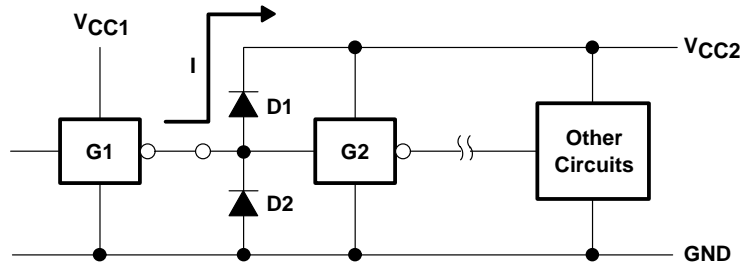 VCC1
I
VCC2
D1
G1
G2
Other
Circuits
D2
GND